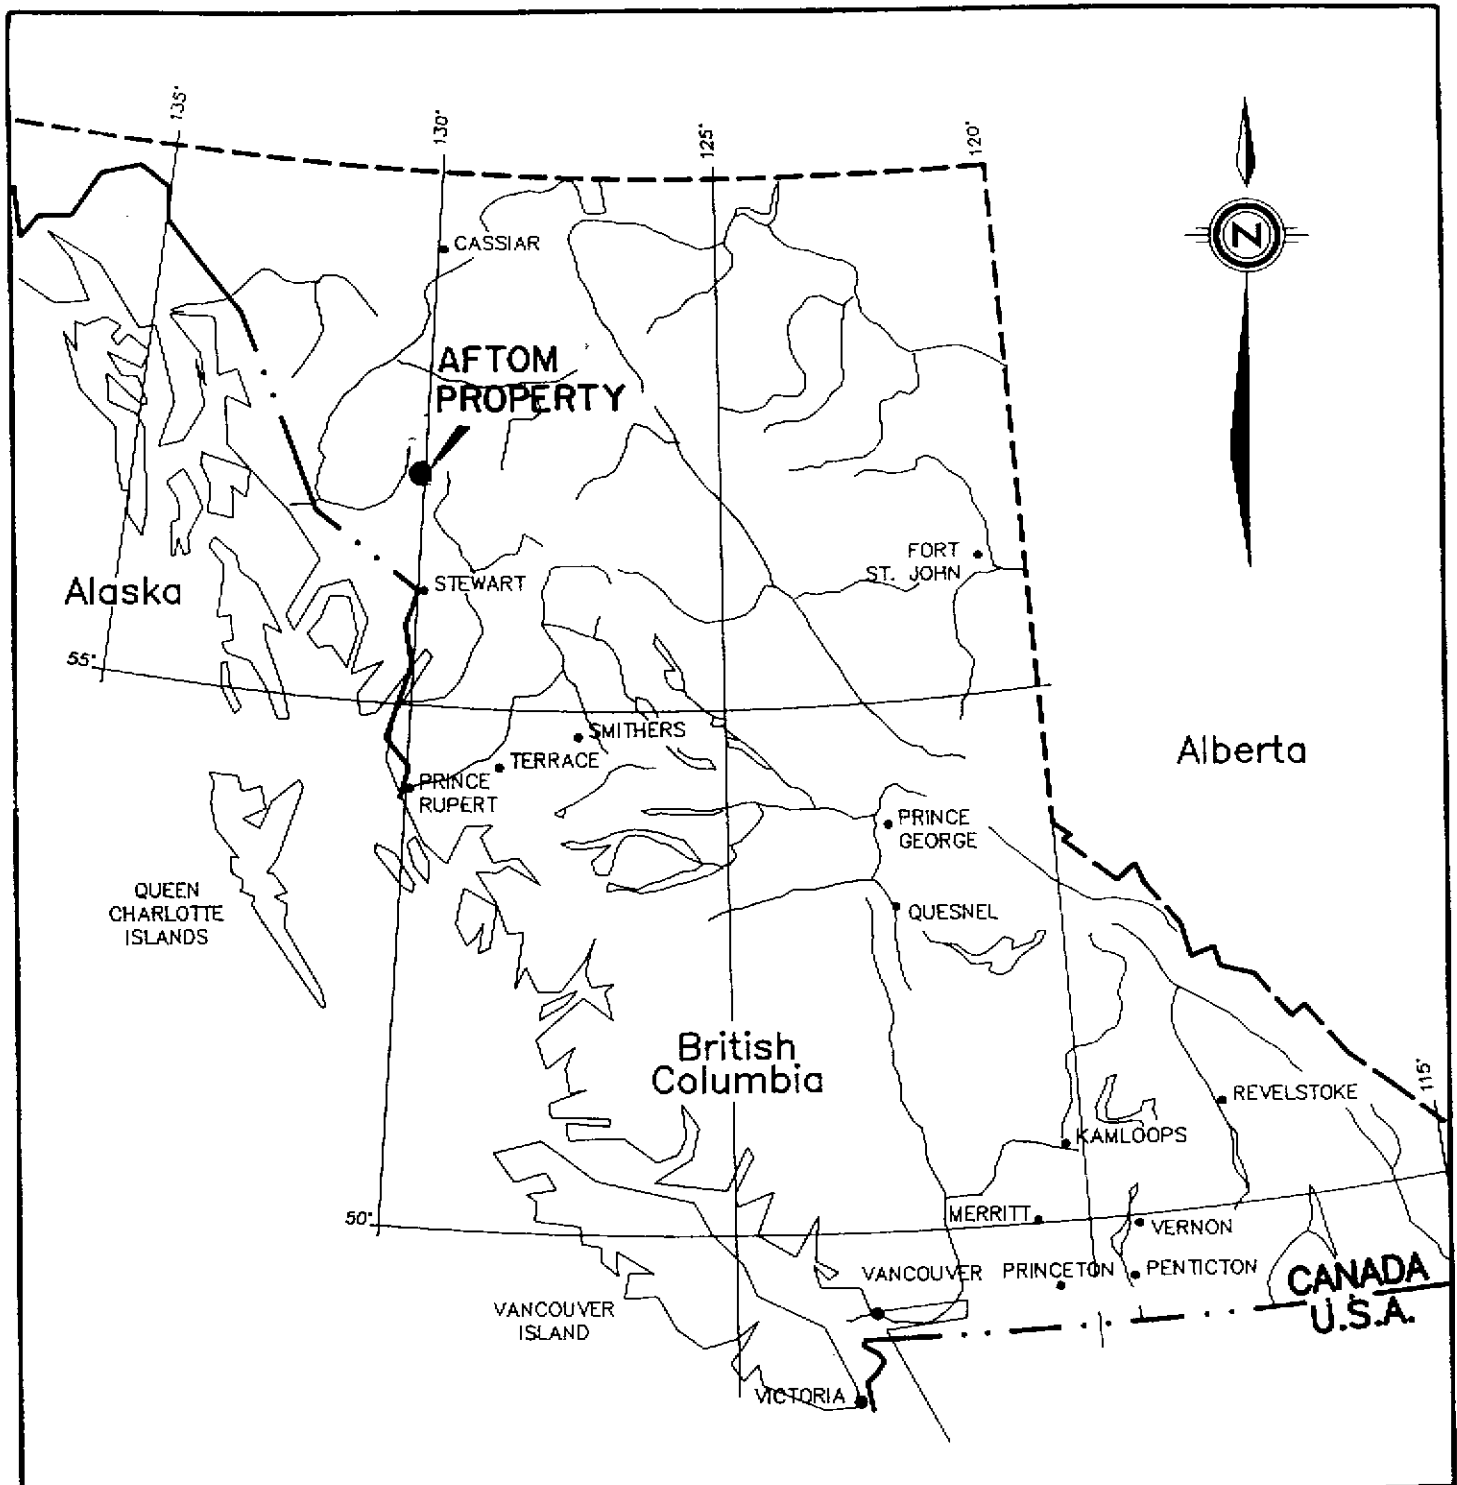 135°
130°
125°
120°
N
CASSIAR
AFTOM
PROPERTY
FORT
ST. JOHN
STEWART
Alaska
55°
SMITHERS
TERRACE
Alberta
PRINCE
RUPERT
PRINCE
GEORGE
QUEEN
CHARLOTTE
ISLANDS
QUESNEL
British
Columbia
115°
REVELSTOKE
KAMLOOPS
50°
MERRITT
VERNON
VANCOUVER
PRINCETON
PENTICTON
CANADA
U.S.A.
VANCOUVER
ISLAND
VICTORIA